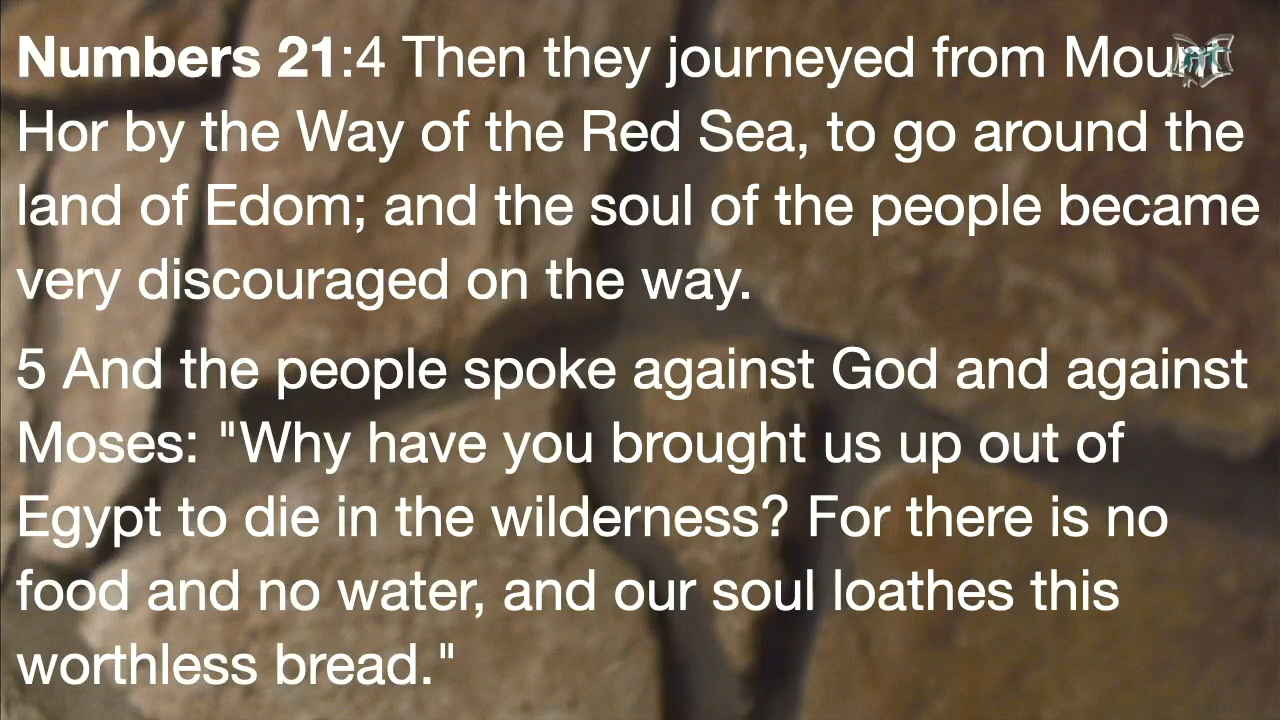 Numbers 21:4 Then they journeyed from Mount
Hor by the Way of the Red Sea, to go around the
land of Edom; and the soul of the people became
very discouraged on the way.
5 And the people spoke against God and against
Moses: "Why have you brought us up out of
Egypt to die in the wilderness? For there is no
food and no water, and our soul loathes this
worthless bread."